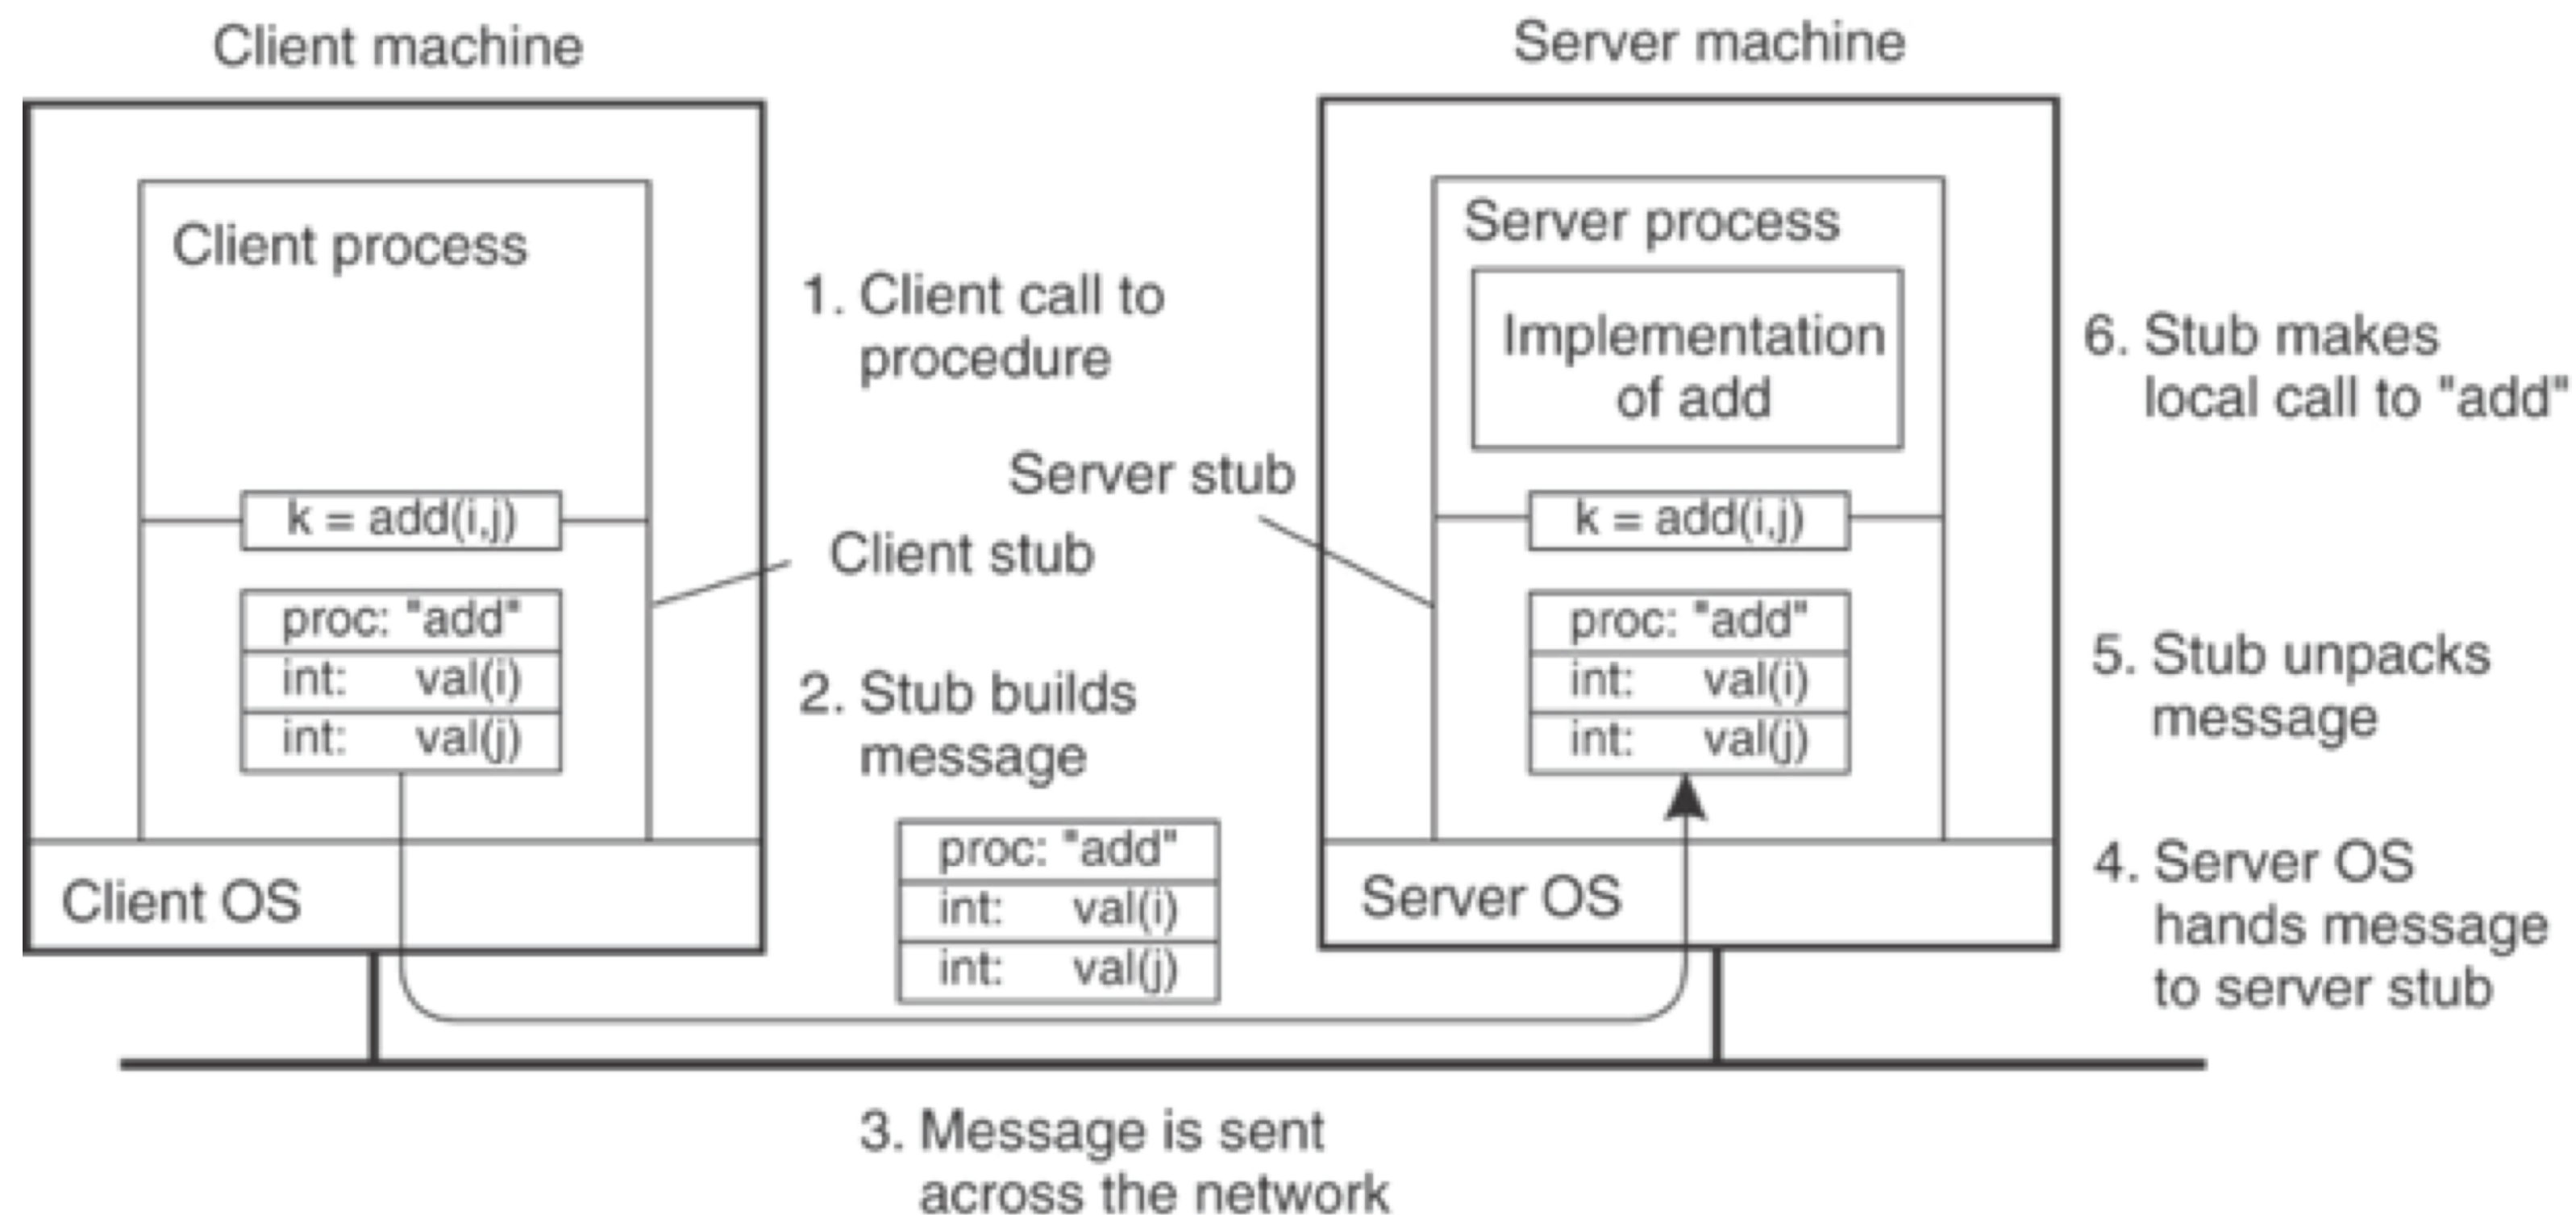 Client machine
Client process
k = add(i,j)
proc: "add"
int: val(i)
int: val(j)
Client OS
1. Client call to
procedure
Client stub
2. Stub builds
message
proc: "add"
int: val(i)
int: val(j)
3. Message is sent
across the network
Server machine
Server process
Implementation
of add
Server stub
k = add(i,j)
proc: "add"
int: val(i)
int: val(j)
Server OS
6. Stub makes
local call to "add"
5. Stub unpacks
message
4. Server OS
hands message
to server stub